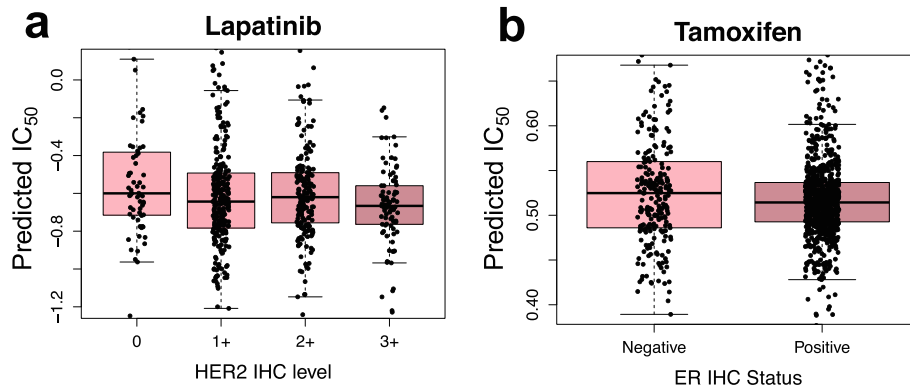 a
Lapatinib
Predicted IC50
0.0
−0.4
−0.8
−1.2
0
1+
2+
3+
HER2 IHC level
b
Tamoxifen
Predicted IC50
0.60
0.50
0.40
Negative
Positive
ER IHC Status